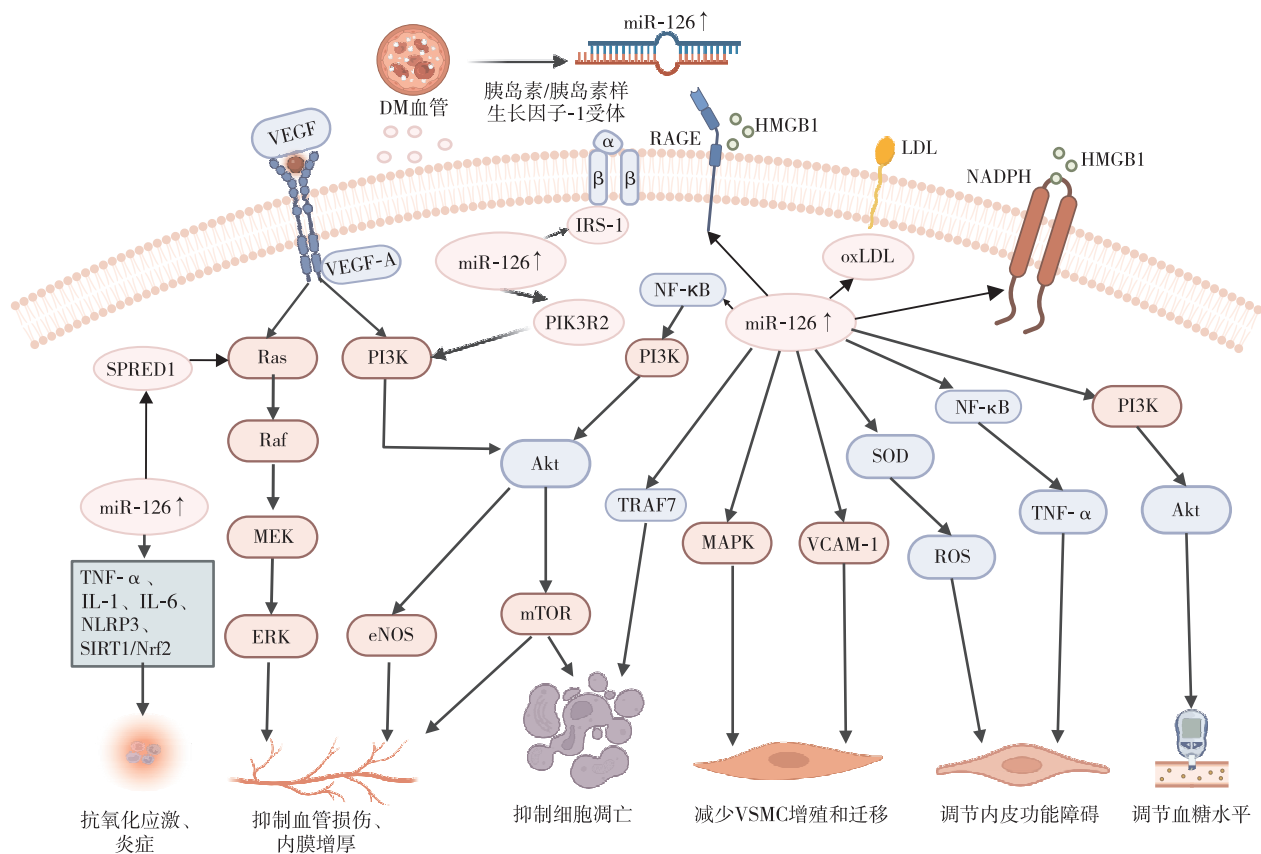 miR-126↑
DM血管
胰岛素/胰岛素样
生长因子-1受体
VEGF
α
β
β
RAGE
HMGB1
LDL
NADPH
HMGB1
IRS-1
VEGF-A
miR-126↑
oxLDL
NF-κB
miR-126↑
PIK3R2
SPRED1
Ras
PI3K
PI3K
NF-κB
PI3K
Raf
Akt
SOD
miR-126↑
TRAF7
TNF-α
Akt
MEK
MAPK
VCAM-1
ROS
TNF-α、
IL-1、IL-6、
NLRP3、
SIRT1/Nrf2
ERK
eNOS
mTOR
抗氧化应激、
炎症
抑制血管损伤、
内膜增厚
抑制细胞凋亡
减少VSMC增殖和迁移
调节内皮功能障碍
调节血糖水平